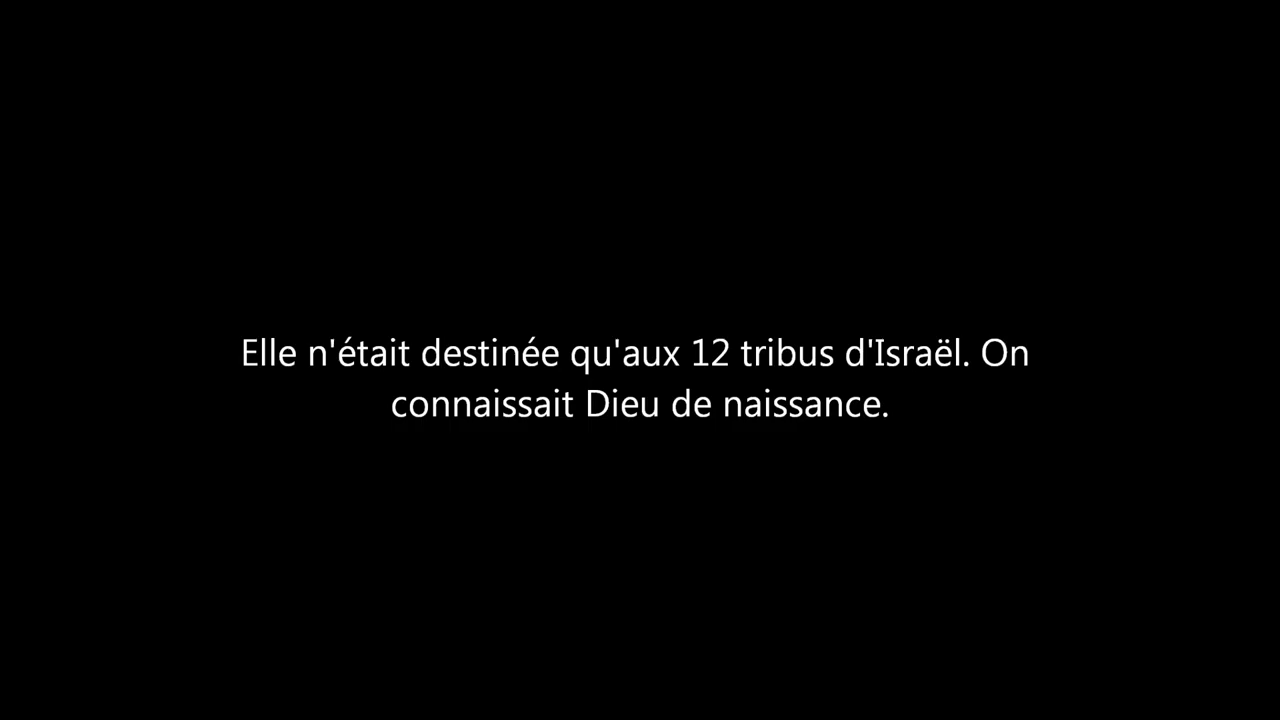 Elle n'était destinée qu'aux 12 tribus d'Israël. On
connaissait Dieu de naissance.